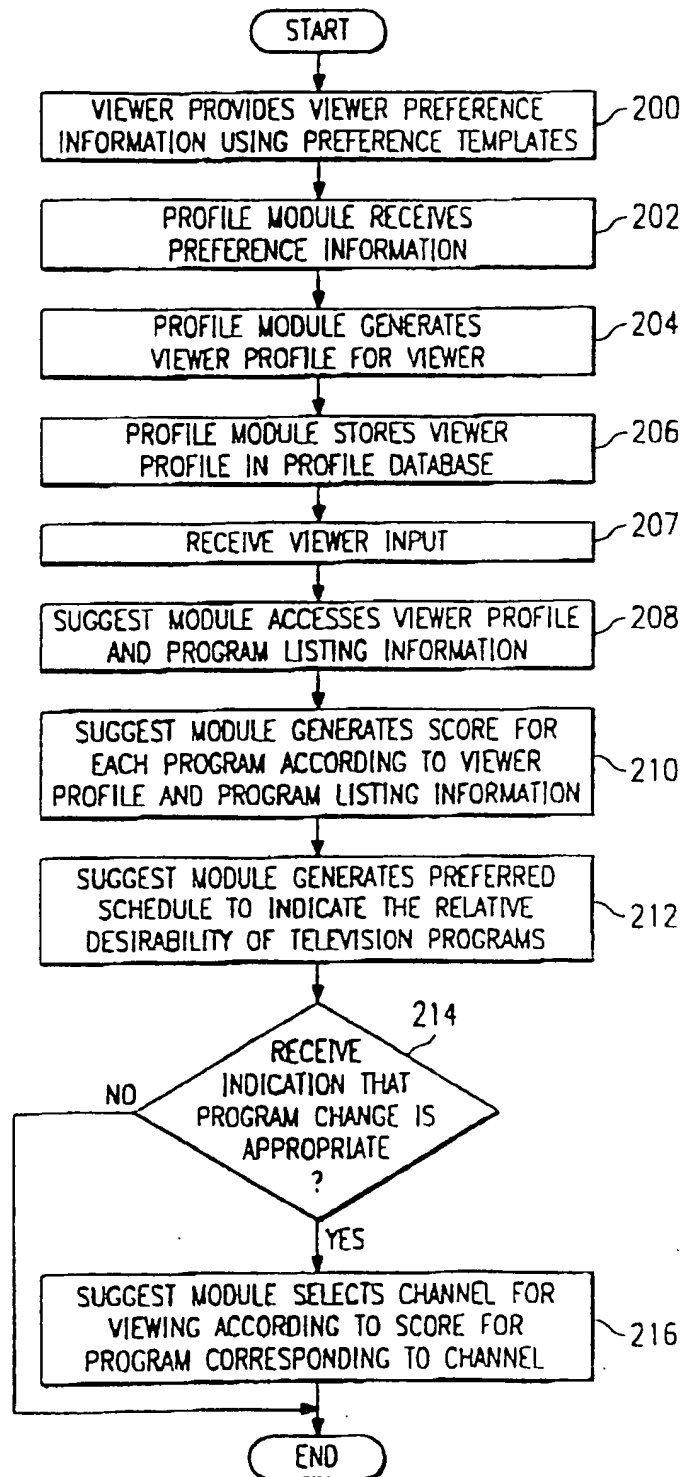 START
VIEWER PROVIDES VIEWER PREFERENCE
INFORMATION USING PREFERENCE TEMPLATES
200
PROFILE MODULE RECEIVES
PREFERENCE INFORMATION
202
PROFILE MODULE GENERATES
VIEWER PROFILE FOR VIEWER
204
PROFILE MODULE STORES VIEWER
PROFILE IN PROFILE DATABASE
206
RECEIVE VIEWER INPUT
207
SUGGEST MODULE ACCESSES VIEWER PROFILE
AND PROGRAM LISTING INFORMATION
208
SUGGEST MODULE GENERATES SCORE FOR
EACH PROGRAM ACCORDING TO VIEWER
PROFILE AND PROGRAM LISTING INFORMATION
210
SUGGEST MODULE GENERATES PREFERRED
SCHEDULE TO INDICATE THE RELATIVE
DESIRABILITY OF TELEVISION PROGRAMS
212
214
RECEIVE
INDICATION THAT
PROGRAM CHANGE IS
APPROPRIATE
?
NO
YES
SUGGEST MODULE SELECTS CHANNEL FOR
VIEWING ACCORDING TO SCORE FOR
PROGRAM CORRESPONDING TO CHANNEL
216
END